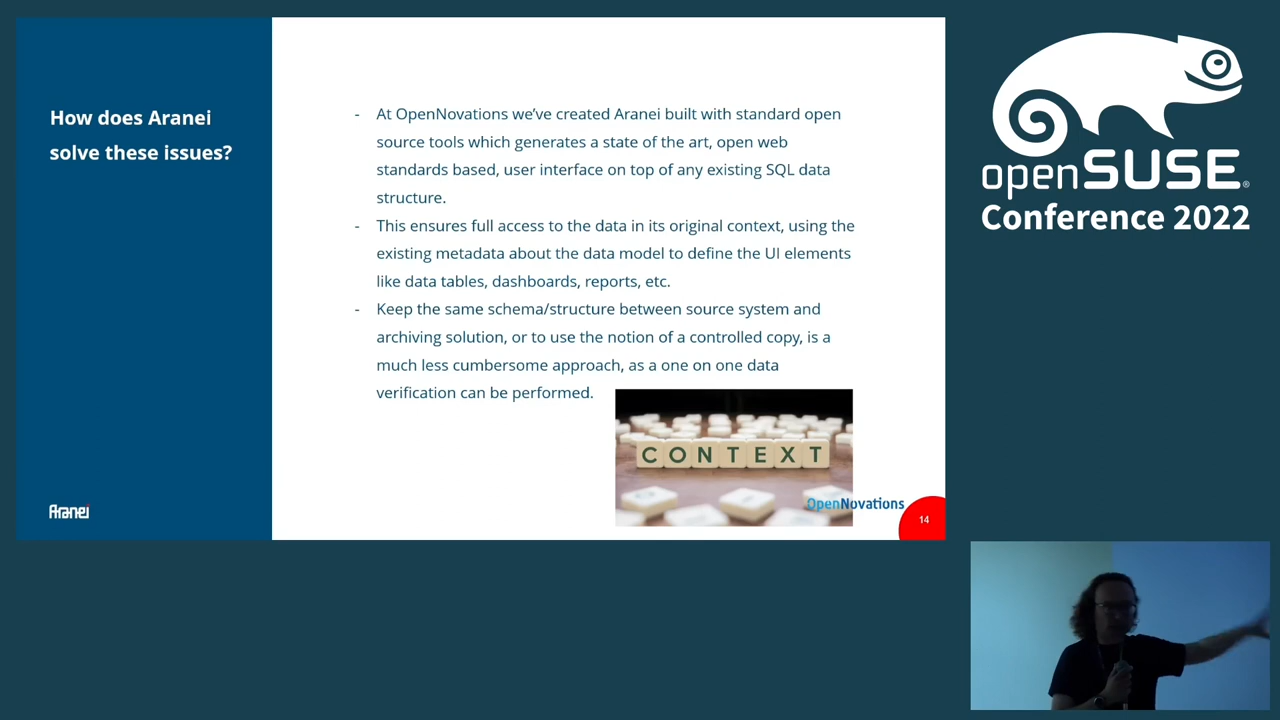 How does Aranei
solve these issues?
- At OpenNovations we’ve created Aranei built with standard open
source tools which generates a state of the art, open web
standards based, user interface on top of any existing SQL data
structure.
- This ensures full access to the data in its original context, using the
existing metadata about the data model to define the UI elements
like data tables, dashboards, reports, etc.
- Keep the same schema/structure between source system and
archiving solution, or to use the notion of a controlled copy, is a
much less cumbersome approach, as a one on one data
verification can be performed.
CONTEXT
Aranei
OpenNovations
14
openSUSE®
Conference 2022